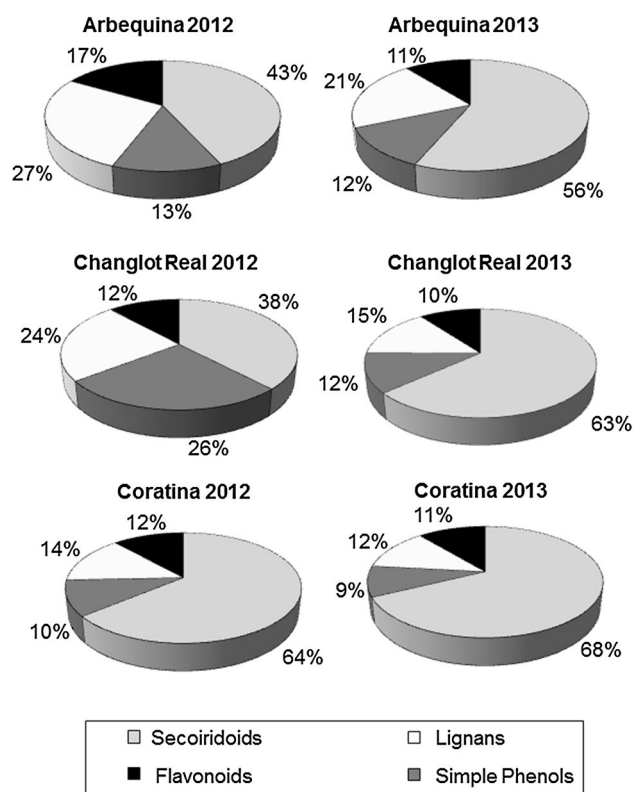 Arbequina 2012
17%
43%
27%
13%
Arbequina 2013
11%
21%
12%
56%
Changlot Real 2012
12%
38%
24%
26%
Changlot Real 2013
10%
15%
12%
63%
Coratina 2012
12%
14%
10%
64%
Coratina 2013
11%
12%
9%
68%
Secoiridoids
Lignans
Flavonoids
Simple Phenols